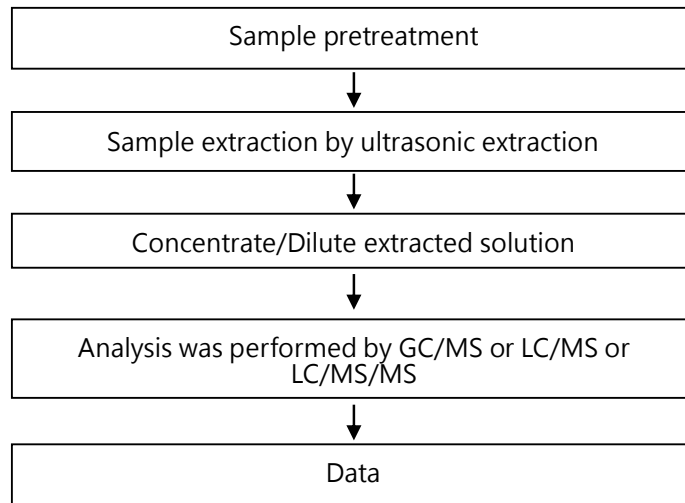 Sample pretreatment
Sample extraction by ultrasonic extraction
Concentrate/Dilute extracted solution
Analysis was performed by GC/MS or LC/MS or
LC/MS/MS
Data